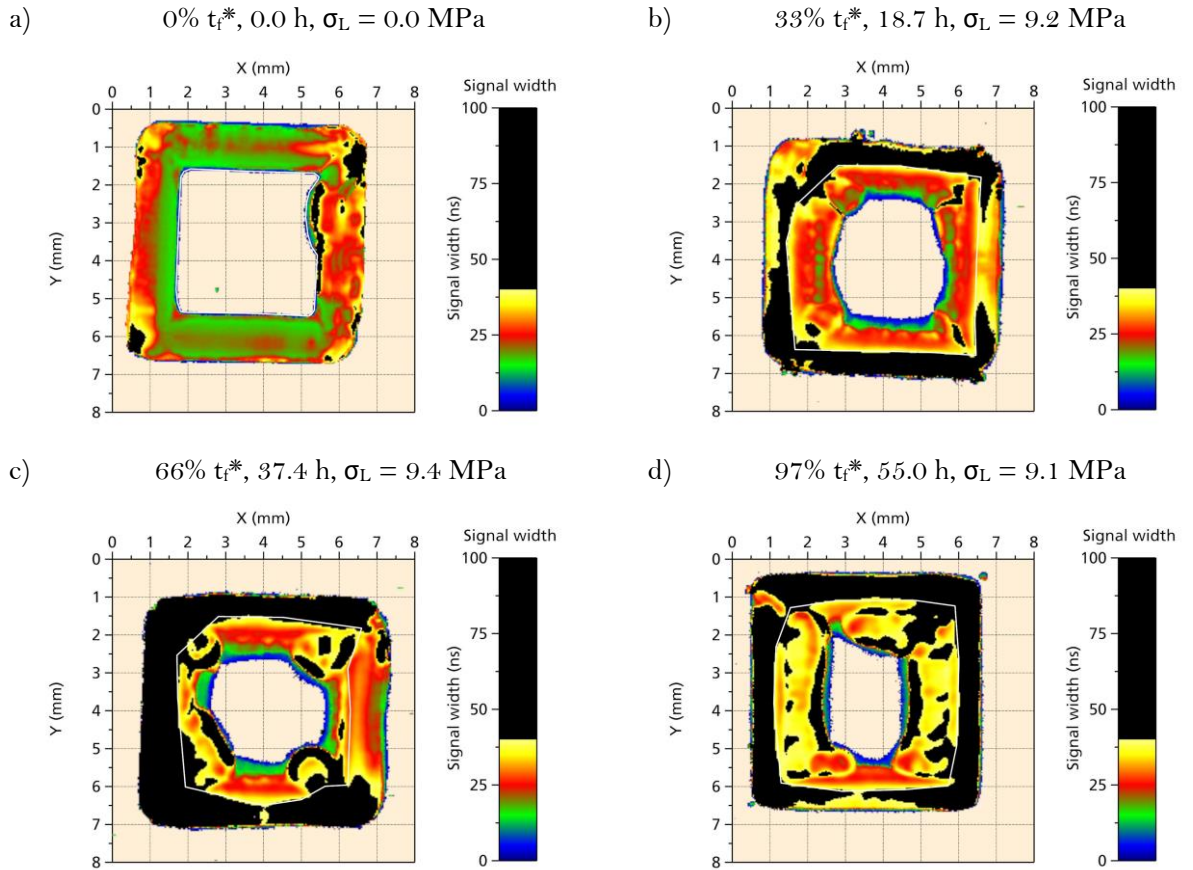 a) 0% tf*, 0.0 h, σL = 0.0 MPa
b) 33% tf*, 18.7 h, σL = 9.2 MPa
X (mm)
0 1 2 3 4 5 6 7 8
Y (mm)
0
1
2
3
4
5
6
7
8
Signal width
Signal width (ns)
100
75
50
25
0
X (mm)
0 1 2 3 4 5 6 7 8
Y (mm)
0
1
2
3
4
5
6
7
8
Signal width
Signal width (ns)
100
75
50
25
0
c) 66% tf*, 37.4 h, σL = 9.4 MPa
d) 97% tf*, 55.0 h, σL = 9.1 MPa
X (mm)
0 1 2 3 4 5 6 7 8
Y (mm)
0
1
2
3
4
5
6
7
8
Signal width
Signal width (ns)
100
75
50
25
0
X (mm)
0 1 2 3 4 5 6 7 8
Y (mm)
0
1
2
3
4
5
6
7
8
Signal width
Signal width (ns)
100
75
50
25
0